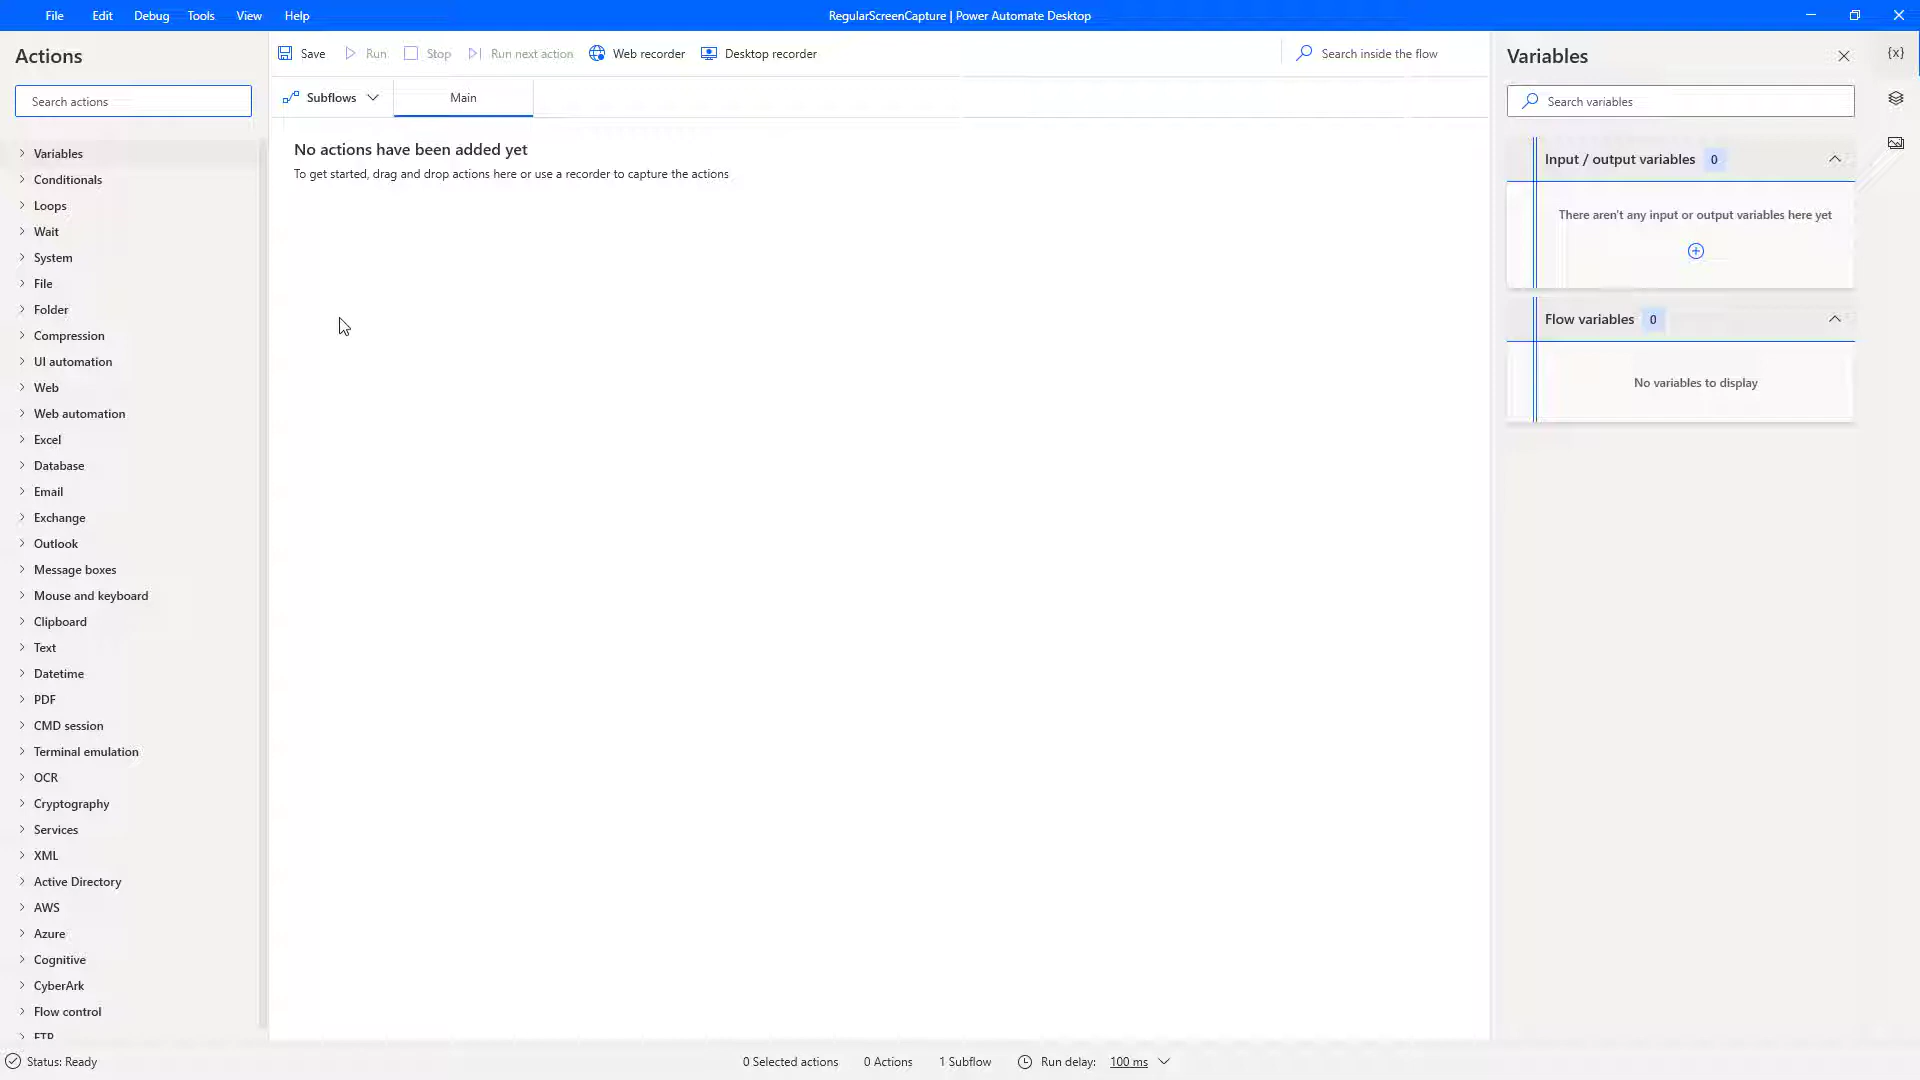 File Edit Debug Tools View Help
RegularScreenCapture | Power Automate Desktop
Actions
Search actions
Variables
Conditionals
Loops
Wait
System
File
Folder
Compression
UI automation
Web
Web automation
Excel
Database
Email
Exchange
Outlook
Message boxes
Mouse and keyboard
Clipboard
Text
Datetime
PDF
CMD session
Terminal emulation
OCR
Cryptography
Services
XML
Active Directory
AWS
Azure
Cognitive
CyberArk
Flow control
FTP
Save Run Stop Run next action Web recorder Desktop recorder
Search inside the flow
Subflows Main
No actions have been added yet
To get started, drag and drop actions here or use a recorder to capture the actions
Variables
{x}
Search variables
Input / output variables 0
There aren't any input or output variables here yet
Flow variables 0
No variables to display
Status: Ready
0 Selected actions 0 Actions 1 Subflow Run delay: 100 ms